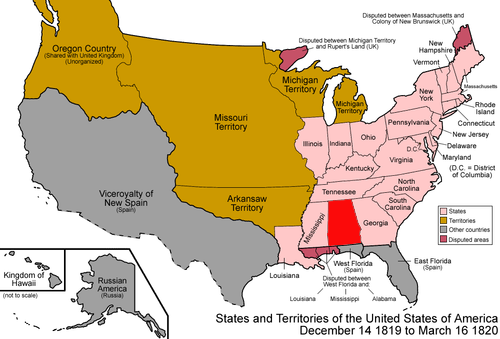 Disputed between Massachusetts and
Colony of New Brunswick (UK)
Oregon Country
(Shared with United Kingdom)
(Unorganized)
Disputed between Michigan Territory
and Rupert's Land (UK)
New
Hampshire
Vermont
Michigan
Territory
Massachusetts
New
York
Michigan
Territory
Rhode
Island
Missouri
Territory
Connecticut
Pennsylvania
New Jersey
Illinois
Indiana
Ohio
D.C.
Delaware
Maryland
(D.C. = District
of Columbia)
Virginia
Kentucky
Viceroyalty of
New Spain
(Spain)
Arkansaw
Territory
Tennessee
North
Carolina
South
Carolina
Mississippi
Georgia
States
Territories
Other countries
Disputed areas
Kingdom of
Hawaii
(not to scale)
Russian
America
(Russia)
Louisiana
West Florida
(Spain)
East Florida
(Spain)
Disputed between
West Florida and:
Louisiana
Mississippi
Alabama
States and Territories of the United States of America
December 14 1819 to March 16 1820